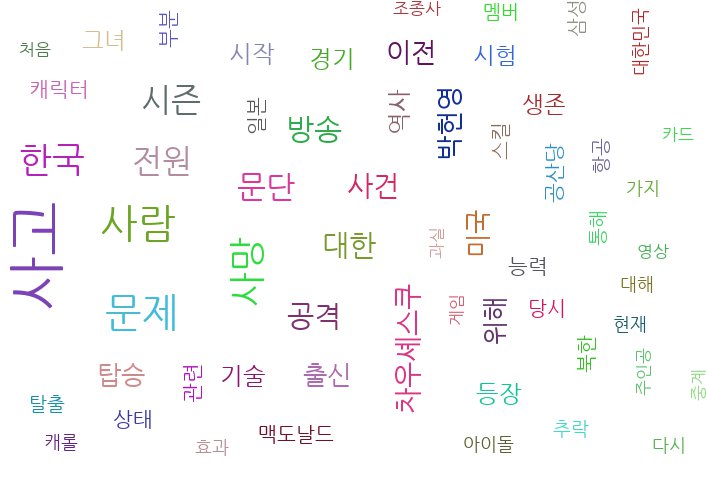 조종사
멤버
삼성
대한민국
부분
그녀
처음
시작
경기
이전
시험
캐릭터
시즌
일본
방송
역사
박헌영
스킬
생존
카드
한국
전원
공산당
항공
문단
사건
가지
사고
사람
사망
대한
과실
미국
통해
영상
능력
대해
문제
공격
차우셰스쿠
게임
위해
당시
현재
탑승
관련
기술
출신
등장
북한
주인공
중계
탈출
상태
캐롤
효과
맥도날드
아이돌
추락
다시